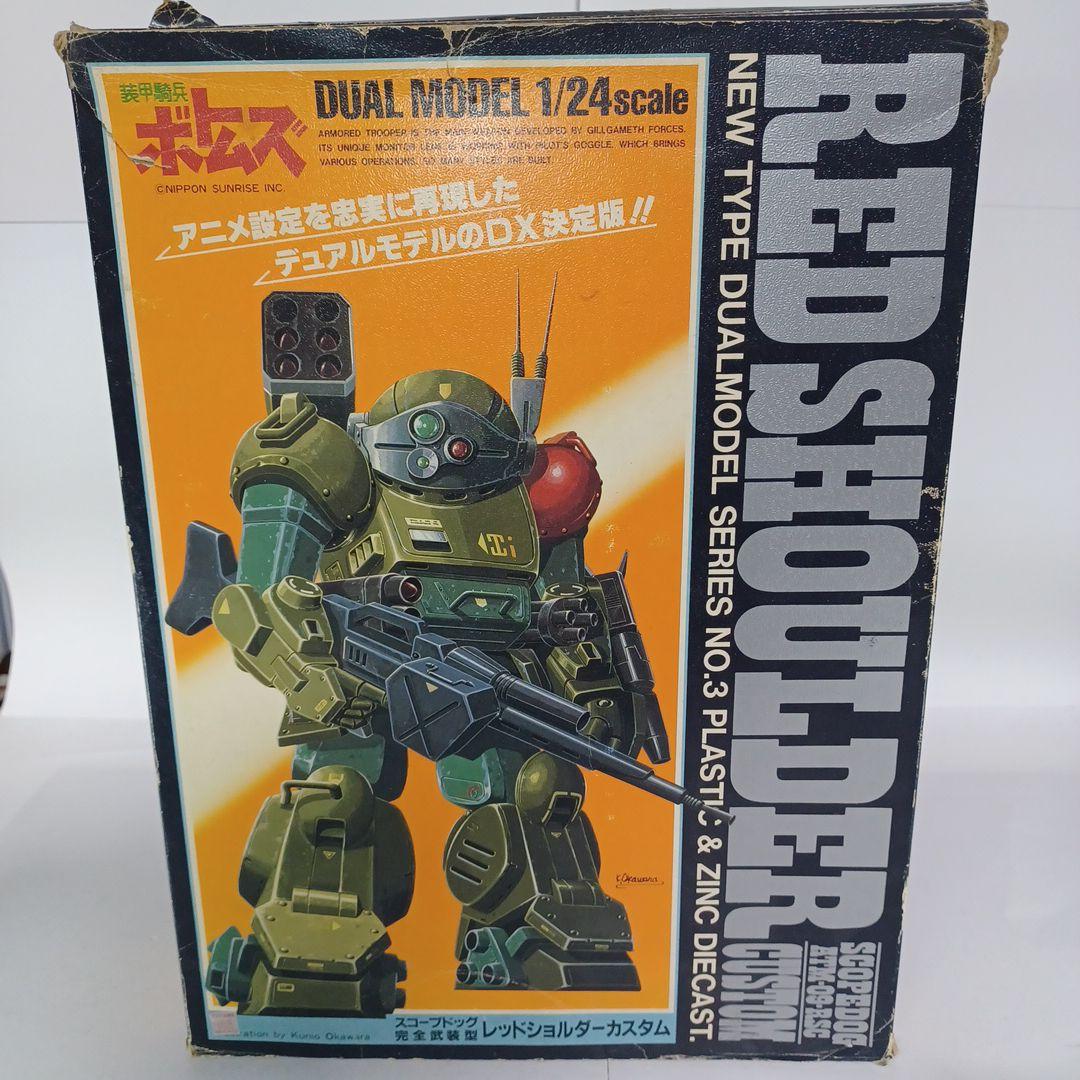 装甲騎兵
ボトムズ
©NIPPON SUNRISE INC.
DUAL MODEL 1/24scale
ARMORED TROOPER IS THE MAIN WEAPON DEVELOPED BY GILLGAMETH FORCES.
ITS UNIQUE MONITOR LENS IS WORKING WITH PILOT'S GOGGLE, WHICH BRINGS
VARIOUS OPERATIONS, SO MANY STYLES ARE BUILT.
アニメ設定を忠実に再現した
デュアルモデルのDX決定版!!
K.Okawara
ration by Kunio Okawara
スコープドッグ
完全武装型 レッドショルダーカスタム
RED SHOULDER CUSTOM
SCOPEDOG
ATM-09-RSC
NEW TYPE DUALMODEL SERIES NO.3 PLASTIC & ZINC DIECAST.